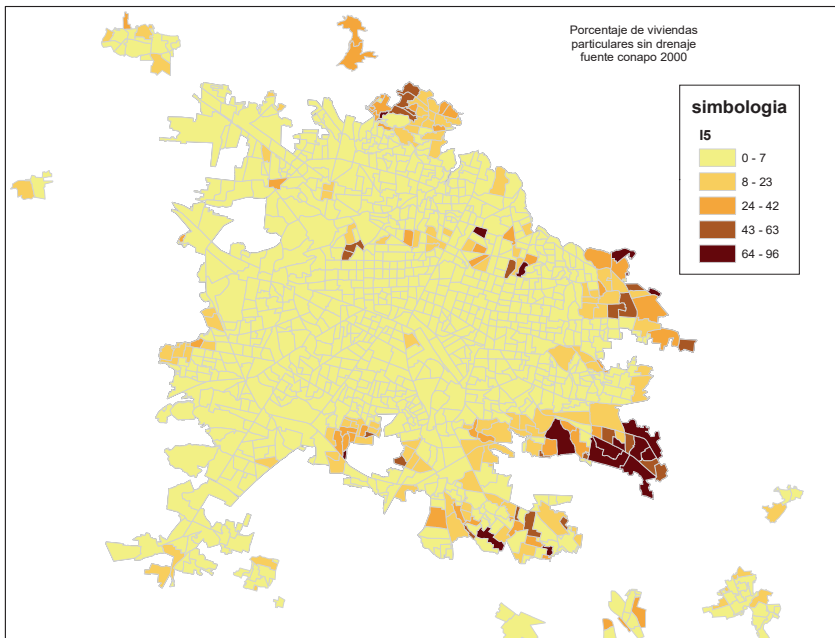 Porcentaje de viviendas
particulares sin drenaje
fuente conapo 2000
simbologia
I5
0 - 7
8 - 23
24 - 42
43 - 63
64 - 96